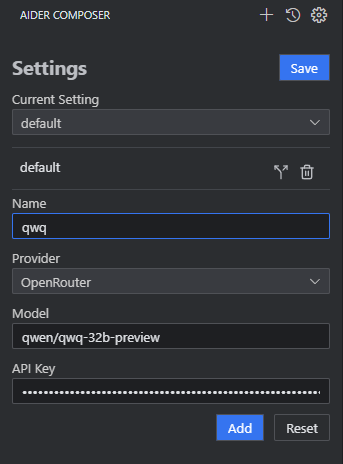 AIDER COMPOSER
Settings
Save
Current Setting
default
default
Name
qwq
Provider
OpenRouter
Model
qwen/qwq-32b-preview
API Key
••••••••••••••••••••••••••••••••••••••••••••••••••••
Add
Reset